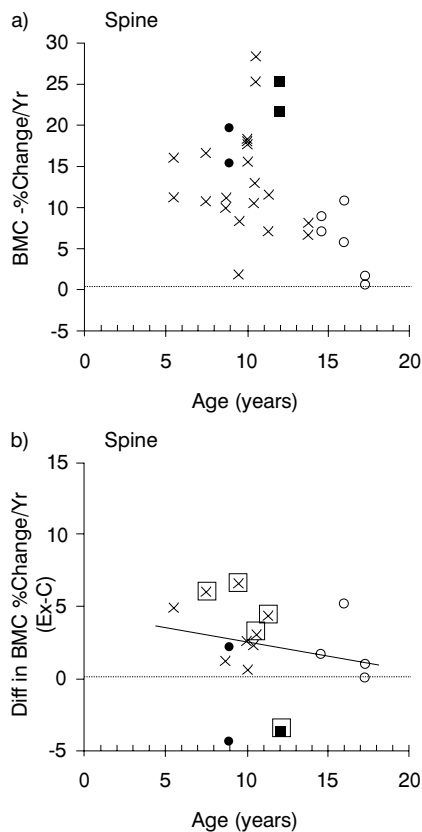 a) Spine
30
25
20
15
10
5
0
-5
BMC -%Change/Yr
0 5 10 15 20
Age (years)
b) Spine
15
10
5
0
-5
Diff in BMC %Change/Yr
(Ex-C)
0 5 10 15 20
Age (years)